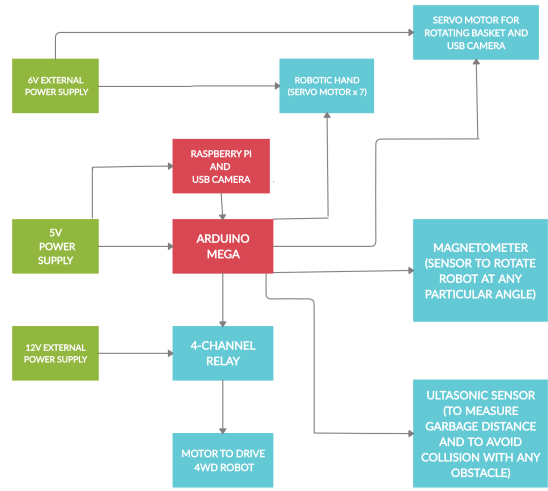 SERVO MOTOR FOR
ROTATING BASKET AND
USB CAMERA
6V EXTERNAL
POWER SUPPLY
ROBOTIC HAND
(SERVO MOTOR x 7)
RASPBERRY PI
AND
USB CAMERA
5V
POWER
SUPPLY
ARDUINO
MEGA
MAGNETOMETER
(SENSOR TO ROTATE
ROBOT AT ANY
PARTICULAR ANGLE)
12V EXTERNAL
POWER SUPPLY
4-CHANNEL
RELAY
ULTASONIC SENSOR
(TO MEASURE
GARBAGE DISTANCE
AND TO AVOID
COLLISION WITH ANY
OBSTACLE)
MOTOR TO DRIVE
4WD ROBOT